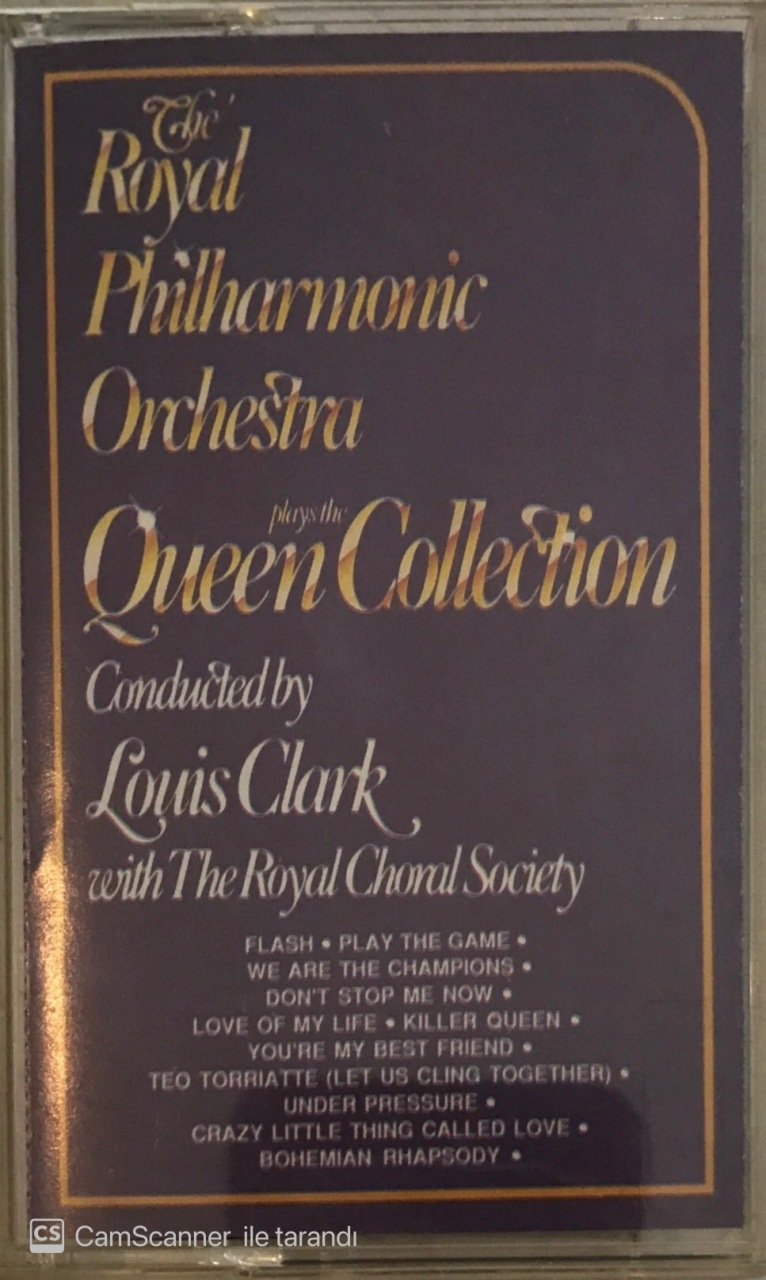 The
Royal
Philharmonic
Orchestra
plays the
Queen Collection
Conducted by
Louis Clark
with The Royal Choral Society
FLASH • PLAY THE GAME •
WE ARE THE CHAMPIONS •
DON'T STOP ME NOW •
LOVE OF MY LIFE • KILLER QUEEN •
YOU'RE MY BEST FRIEND •
TEO TORRIATTE (LET US CLING TOGETHER) •
UNDER PRESSURE •
CRAZY LITTLE THING CALLED LOVE •
BOHEMIAN RHAPSODY •
CS CamScanner ile tarandı